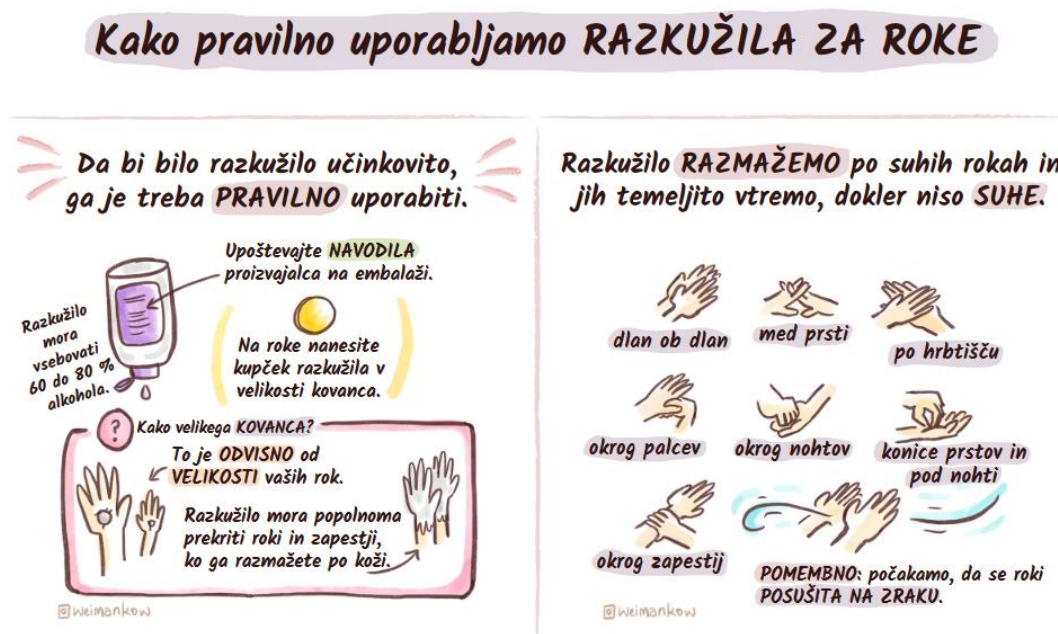 Kako pravilno uporabljamo RAZKUŽILA ZA ROKE
Da bi bilo razkužilo učinkovito,
ga je treba PRAVILNO uporabiti.
Upoštevajte NAVODILA
proizvajalca na embalaži.
Razkužilo
mora
vsebovati
60 do 80 %
alkohola.
Na roke nanesite
kupček razkužila v
velikosti kovanca.
? Kako velikega KOVANCA?
To je ODVISNO od
VELIKOSTI vaših rok.
Razkužilo mora popolnoma
prekriti roki in zapestji,
ko ga razmažete po koži.
weimankow
Razkužilo RAZMAŽEMO po suhih rokah in
jih temeljito vtremo, dokler niso SUHE.
dlan ob dlan
med prsti
po hrbtišču
okrog palcev
okrog nohtov
konice prstov in
pod nohti
okrog zapestij
POMEMBNO: počakamo, da se roki
POSUŠITA NA ZRAKU.
weimankow